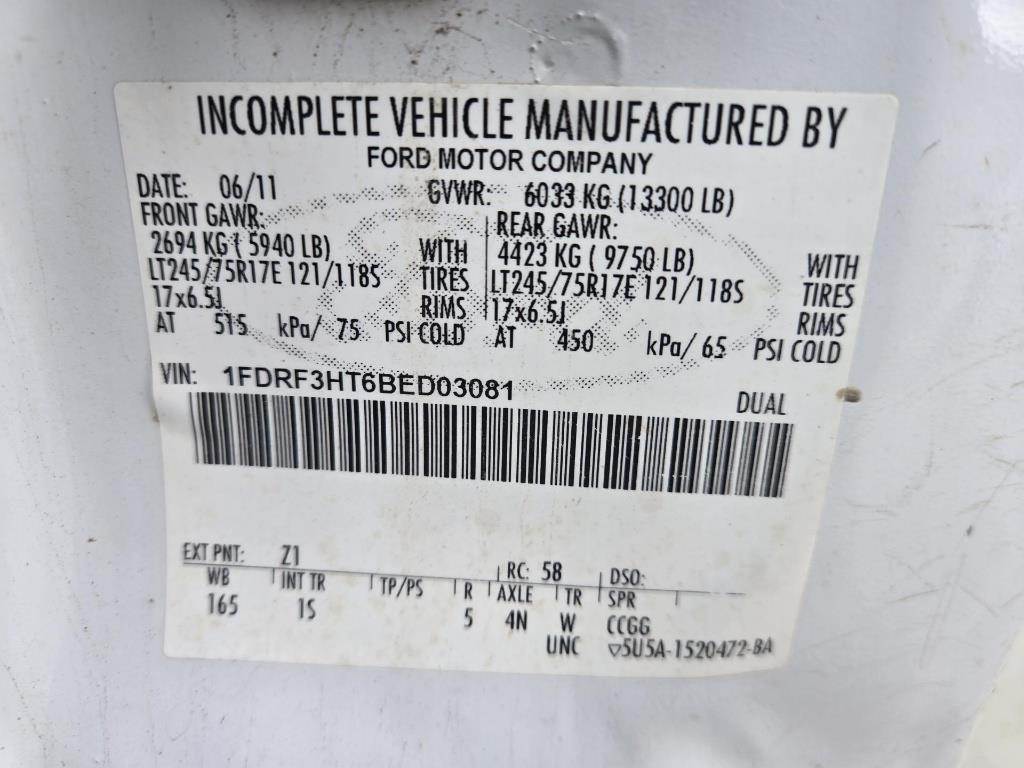 INCOMPLETE VEHICLE MANUFACTURED BY
FORD MOTOR COMPANY
DATE: 06/11 GVWR: 6033 KG (13300 LB)
FRONT GAWR: REAR GAWR:
2694 KG ( 5940 LB) WITH 4423 KG ( 9750 LB) WITH
LT245/75R17E 121/118S TIRES LT245/75R17E 121/118S TIRES
17x6.5J RIMS 17x6.5J RIMS
AT 515 kPa/ 75 PSI COLD AT 450 kPa/ 65 PSI COLD
VIN: 1FDRF3HT6BED03081 DUAL
EXT PNT: Z1 RC: 58 DSO:
WB INT TR TP/PS R AXLE TR SPR
165 1S 5 4N W CCGG
UNC ▽5U5A-1520472-BA